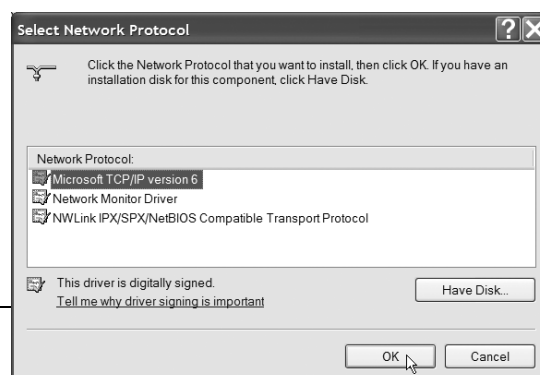 Select Network Protocol
Click the Network Protocol that you want to install, then click OK. If you have an
installation disk for this component, click Have Disk.
Network Protocol:
Microsoft TCP/IP version 6
Network Monitor Driver
NWLink IPX/SPX/NetBIOS Compatible Transport Protocol
This driver is digitally signed.
Tell me why driver signing is important
Have Disk...
OK
Cancel